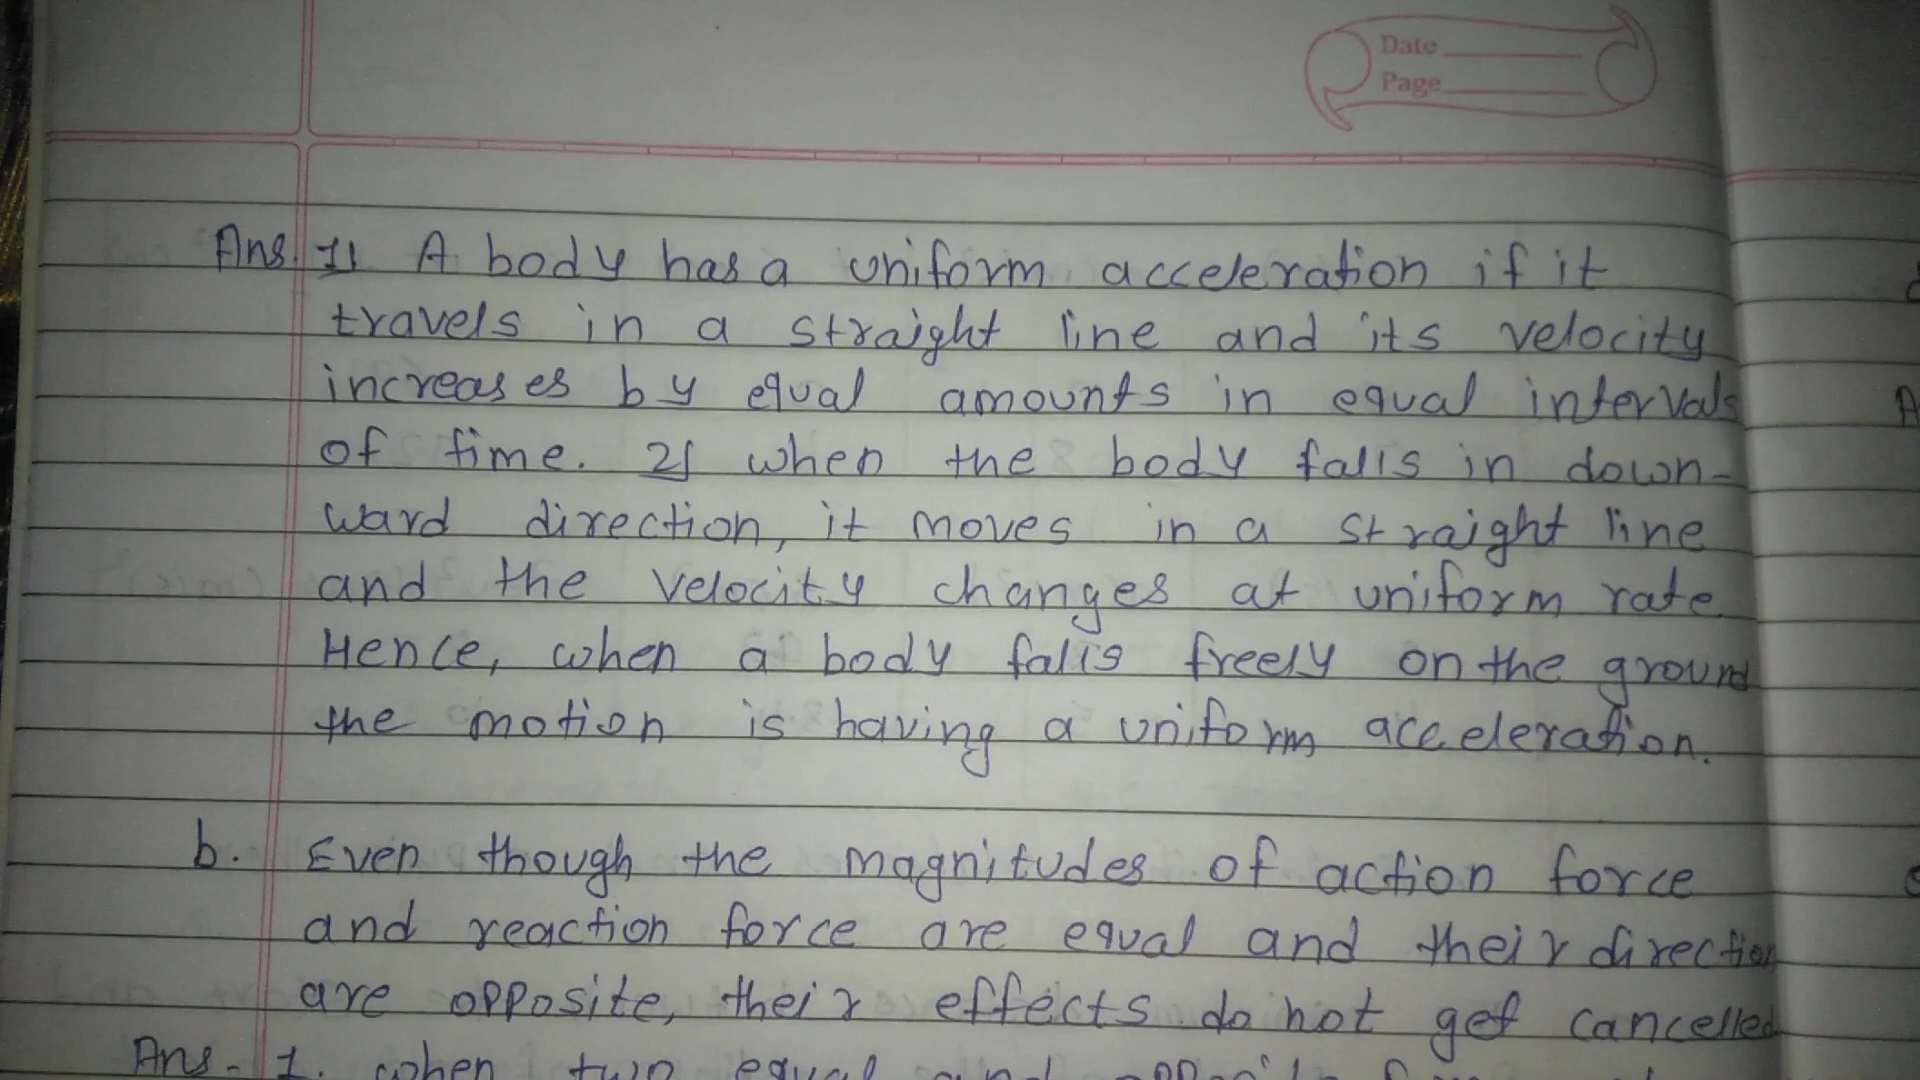 Date
Page
Ans. 1) A body has a uniform acceleration if it
travels in a straight line and its velocity
increases by equal amounts in equal intervals
of time. 2) when the body falls in down-
ward direction, it moves in a straight line
and the velocity changes at uniform rate
Hence, when a body falls freely on the ground
the motion is having a uniform acceleration.
b. Even though the magnitudes of action force
and reaction force are equal and their direction
are opposite, their effects do not get cancelled
Ans. 1. when two equal and